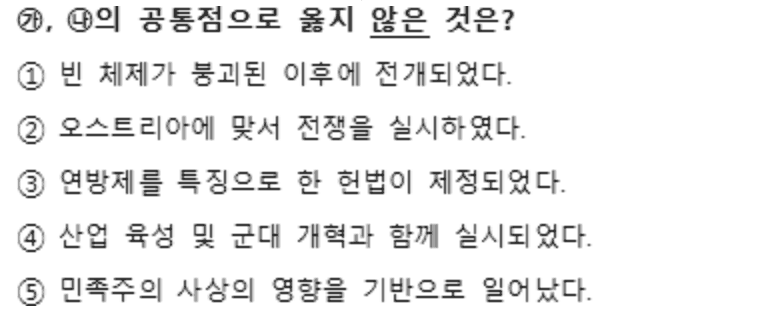 ㉮, ㉯의 공통점으로 옳지 않은 것은?
① 빈 체제가 붕괴된 이후에 전개되었다.
② 오스트리아에 맞서 전쟁을 실시하였다.
③ 연방제를 특징으로 한 헌법이 제정되었다.
④ 산업 육성 및 군대 개혁과 함께 실시되었다.
⑤ 민족주의 사상의 영향을 기반으로 일어났다.